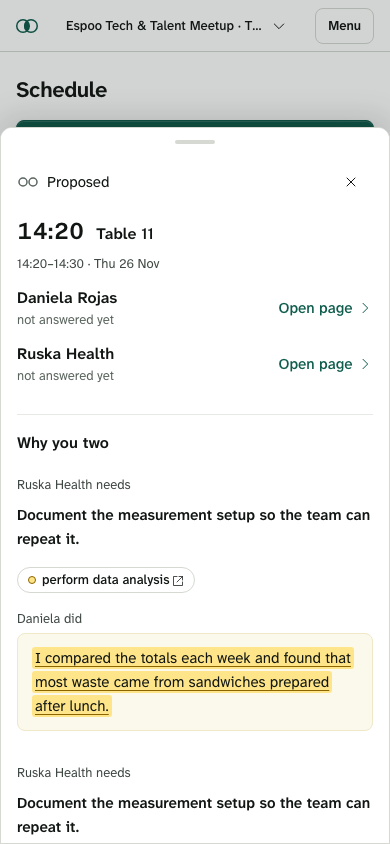 Espoo Tech & Talent Meetup · T...
Menu
Schedule
Proposed
14:20 Table 11
14:20–14:30 · Thu 26 Nov
Daniela Rojas
not answered yet
Open page
Ruska Health
not answered yet
Open page
Why you two
Ruska Health needs
Document the measurement setup so the team can
repeat it.
perform data analysis
Daniela did
I compared the totals each week and found that
most waste came from sandwiches prepared
after lunch.
Ruska Health needs
Document the measurement setup so the team can
repeat it.